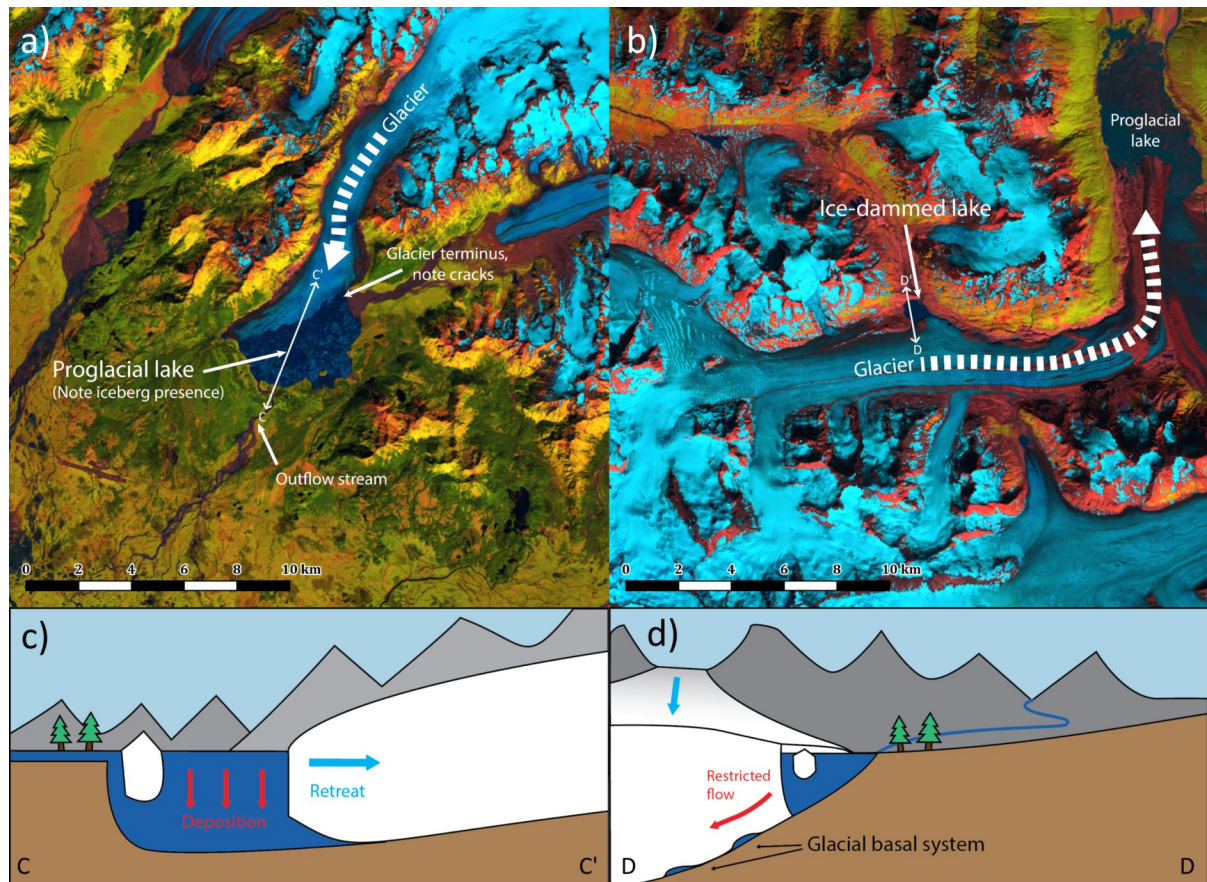 a)
Glacier
C'
Glacier terminus,
note cracks
Proglacial lake
(Note iceberg presence)
C
Outflow stream
0 2 4 6 8 10 km
b)
Proglacial
lake
Ice-dammed lake
D'
D
Glacier
0 2 4 6 8 10 km
c)
Retreat
Deposition
C
C'
d)
Restricted
flow
Glacial basal system
D
D